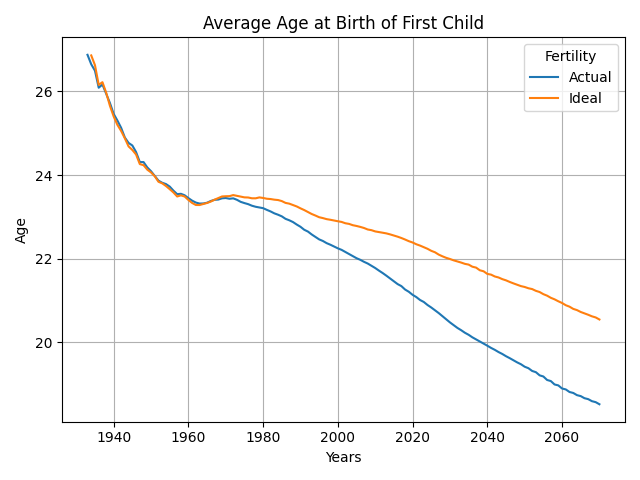 Average Age at Birth of First Child
Fertility
Actual
Ideal
Age
26
24
22
20
1940 1960 1980 2000 2020 2040 2060
Years